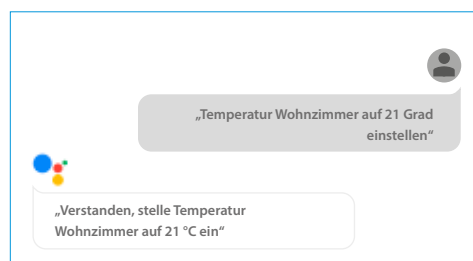 „Temperatur Wohnzimmer auf 21 Grad
einstellen“
„Verstanden, stelle Temperatur
Wohnzimmer auf 21 °C ein“